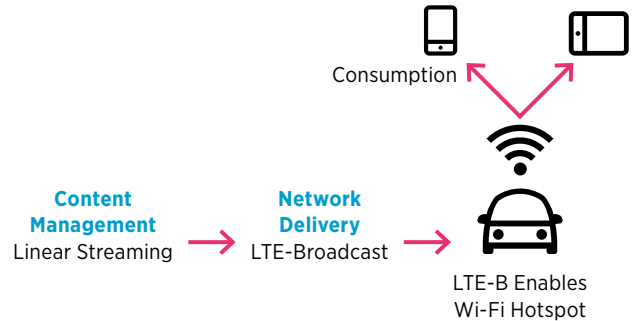 Consumption
Content
Management
Linear Streaming
Network
Delivery
LTE-Broadcast
LTE-B Enables
Wi-Fi Hotspot